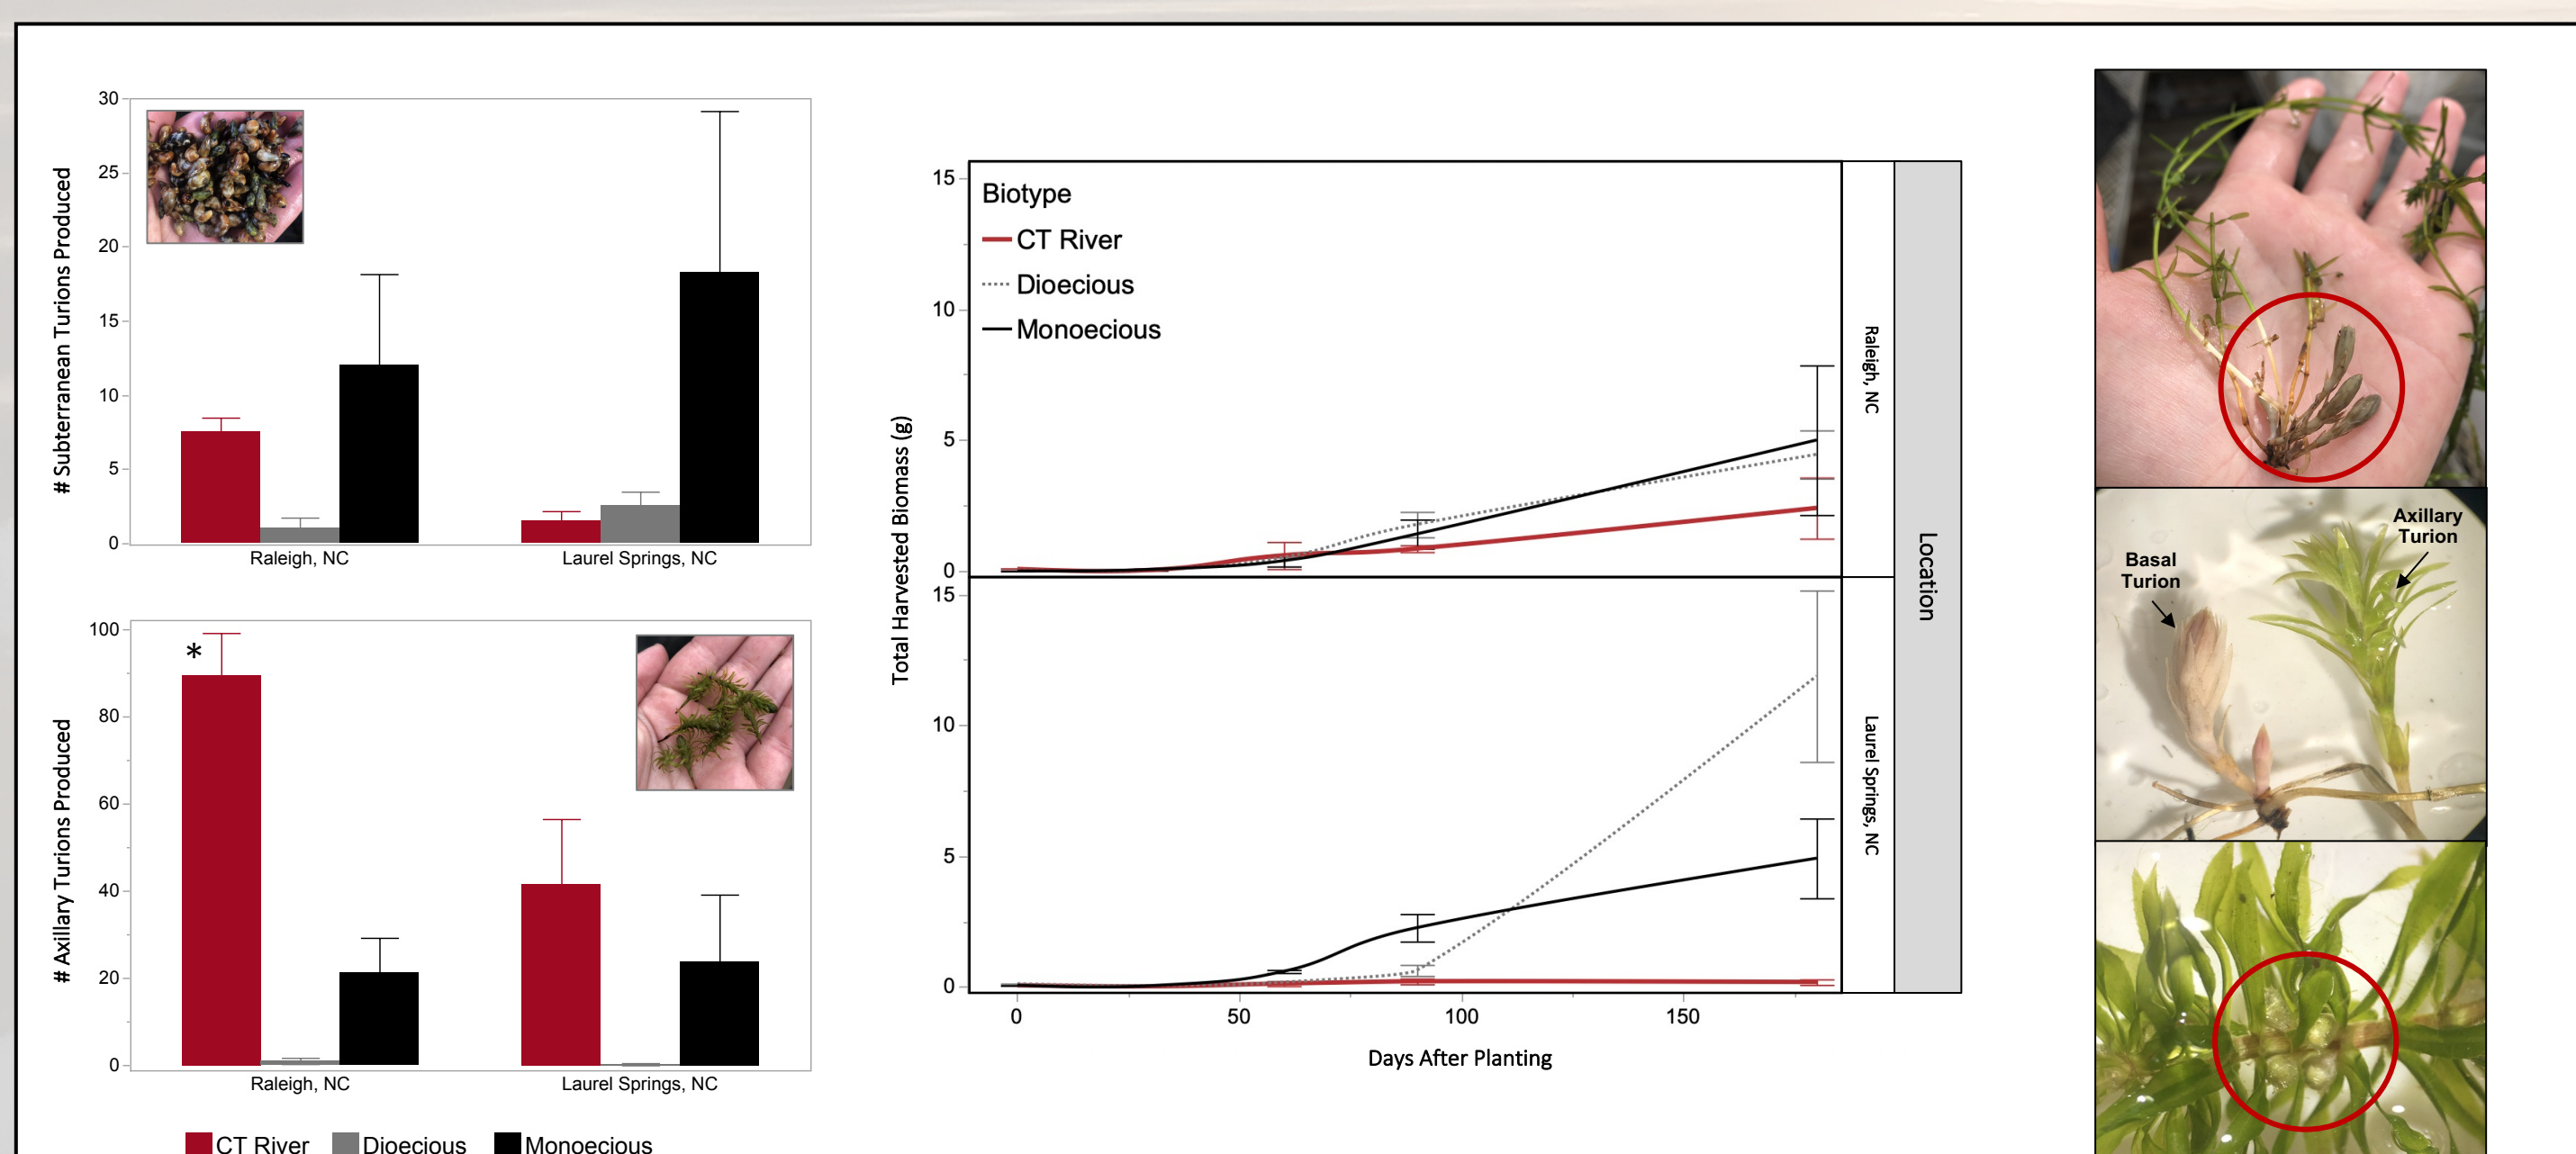 # Subterranean Turions Produced
30
25
20
15
10
5
0
Raleigh, NC
Laurel Springs, NC
# Axillary Turions Produced
100
80
60
40
20
0
*
Raleigh, NC
Laurel Springs, NC
CT River
Dioecious
Monoecious
Total Harvested Biomass (g)
15
10
5
0
Biotype
CT River
Dioecious
Monoecious
Raleigh, NC
15
10
5
0
Laurel Springs, NC
Location
0
50
100
150
Days After Planting
Basal
Turion
Axillary
Turion